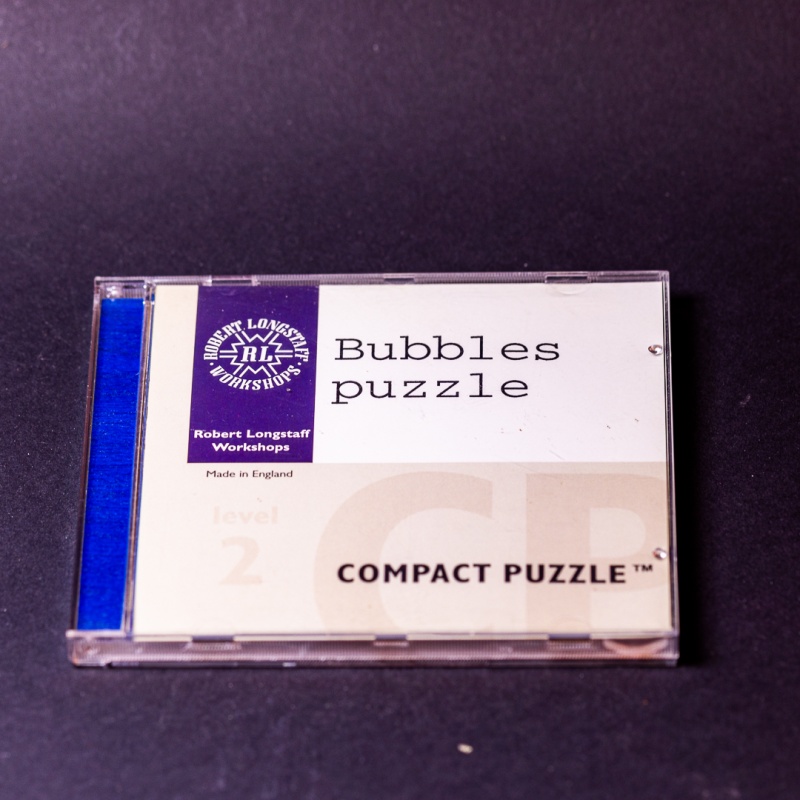 ROBERT LONGSTAFF
RL
WORKSHOPS
Robert Longstaff
Workshops
Made in England
Bubbles
puzzle
level
2
CP
COMPACT PUZZLE™